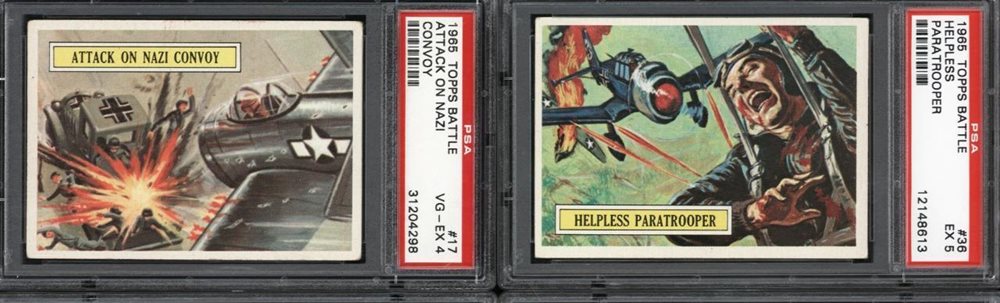 ATTACK ON NAZI CONVOY
PSA
1965 TOPPS BATTLE
ATTACK ON NAZI
CONVOY
#17
VG-EX 4
31204298
HELPLESS PARATROOPER
PSA
1965 TOPPS BATTLE
HELPLESS
PARATROOPER
#36
EX 5
12148613